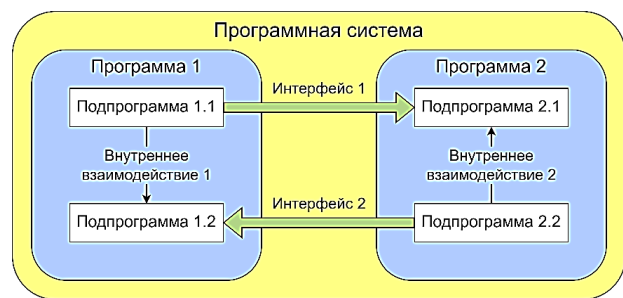 Программная система
Программа 1
Программа 2
Подпрограмма 1.1
Интерфейс 1
Подпрограмма 2.1
Внутреннее
взаимодействие 1
Внутреннее
взаимодействие 2
Подпрограмма 1.2
Интерфейс 2
Подпрограмма 2.2